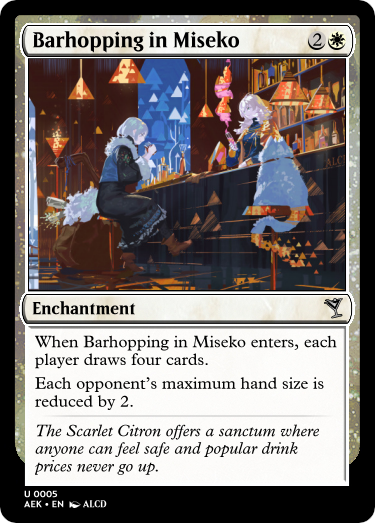 Barhopping in Miseko 2
ALCD
Enchantment
When Barhopping in Miseko enters, each
player draws four cards.
Each opponent's maximum hand size is
reduced by 2.
The Scarlet Citron offers a sanctum where
anyone can feel safe and popular drink
prices never go up.
U 0005
AEK • EN ALCD